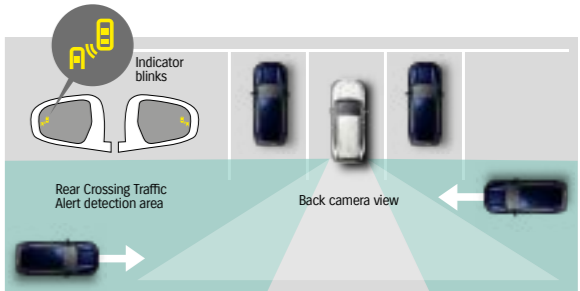 Indicator
blinks
Rear Crossing Traffic
Alert detection area
Back camera view